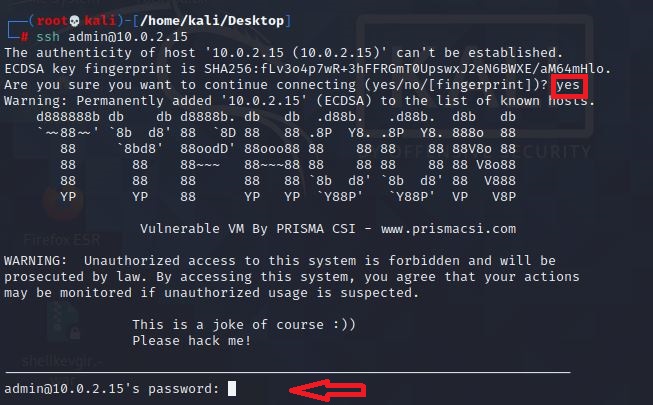 (root💀kali)-[/home/kali/Desktop]
# ssh admin@10.0.2.15
The authenticity of host '10.0.2.15 (10.0.2.15)' can't be established.
ECDSA key fingerprint is SHA256:fLv3o4p7wR+3hFFRGmT0UpswxJ2eN6BWXE/aM64mHlo.
Are you sure you want to continue connecting (yes/no/[fingerprint])? yes
Warning: Permanently added '10.0.2.15' (ECDSA) to the list of known hosts.
d888888b db    db d8888b. db   db  .d88b.  .d88b.  d8b   db
`~~88~~' `8b  d8' 88  `8D 88   88 .8P  Y8. .8P  Y8. 888o  88
   88     `8bd8'  88oodD' 88ooo88 88    88 88    88 88V8o 88
   88       88    88~~~   88~~~88 88    88 88    88 88 V8o88
   88       88    88      88   88 `8b  d8' `8b  d8' 88  V888
   YP       YP    88      YP   YP  `Y88P'   `Y88P'  VP   V8P
Vulnerable VM By PRISMA CSI - www.prismacsi.com
WARNING:  Unauthorized access to this system is forbidden and will be
prosecuted by law. By accessing this system, you agree that your actions
may be monitored if unauthorized usage is suspected.
This is a joke of course :))
Please hack me!
admin@10.0.2.15's password:
Firefox ESR